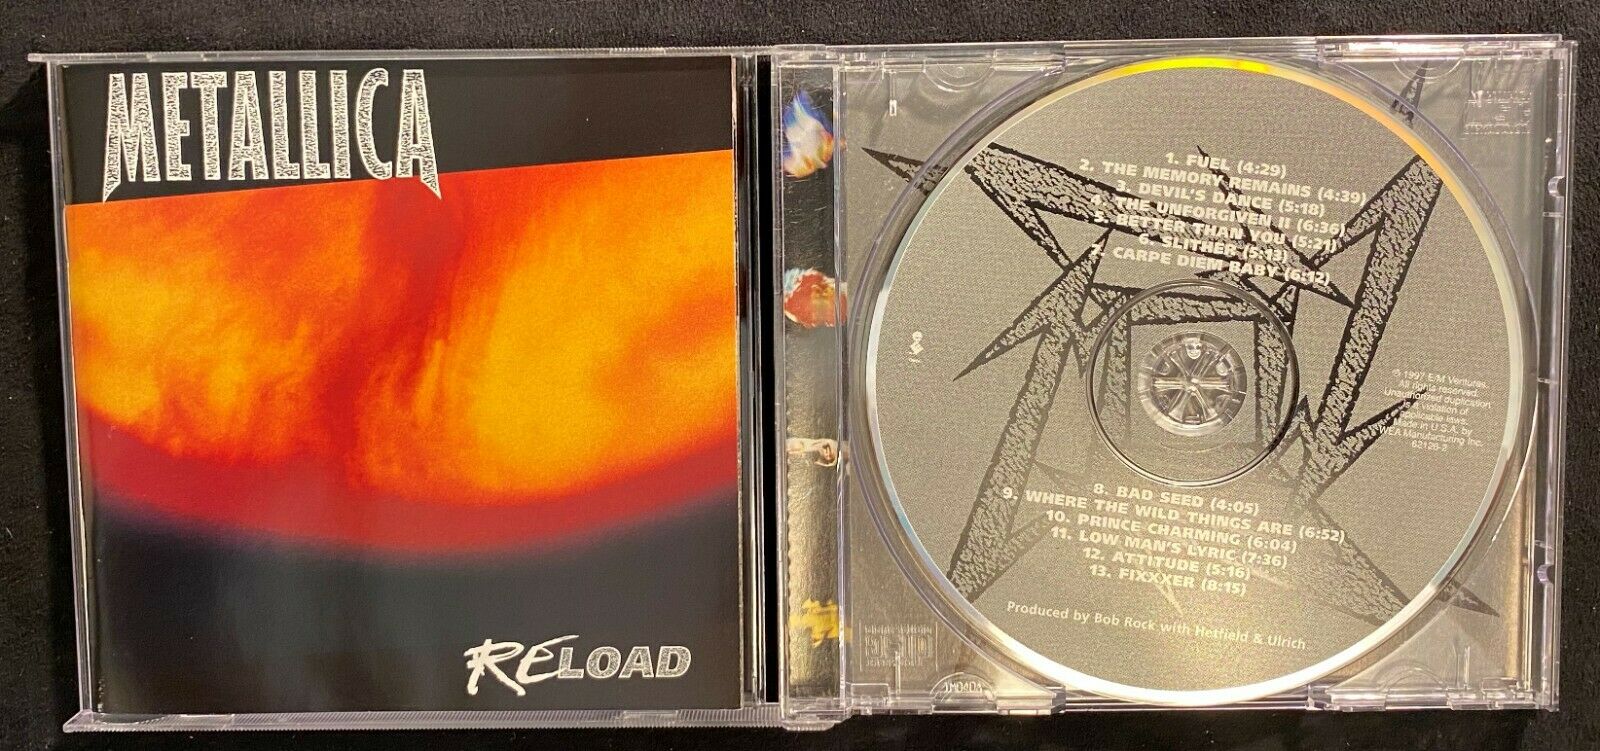 METALLICA
RELOAD
1. FUEL (4:29)
2. THE MEMORY REMAINS (4:39)
3. DEVIL'S DANCE (5:18)
4. THE UNFORGIVEN II (6:36)
5. BETTER THAN YOU (5:21)
6. SLITHER (5:13)
7. CARPE DIEM BABY (6:12)
℗ 1997 E/M Ventures.
All rights reserved.
Unauthorized duplication
is a violation of
applicable laws.
Made in U.S.A. by
WEA Manufacturing Inc.
62126-2
8. BAD SEED (4:05)
9. WHERE THE WILD THINGS ARE (6:52)
10. PRINCE CHARMING (6:04)
11. LOW MAN'S LYRIC (7:36)
12. ATTITUDE (5:16)
13. FIXXXER (8:15)
Produced by Bob Rock with Hetfield & Ulrich